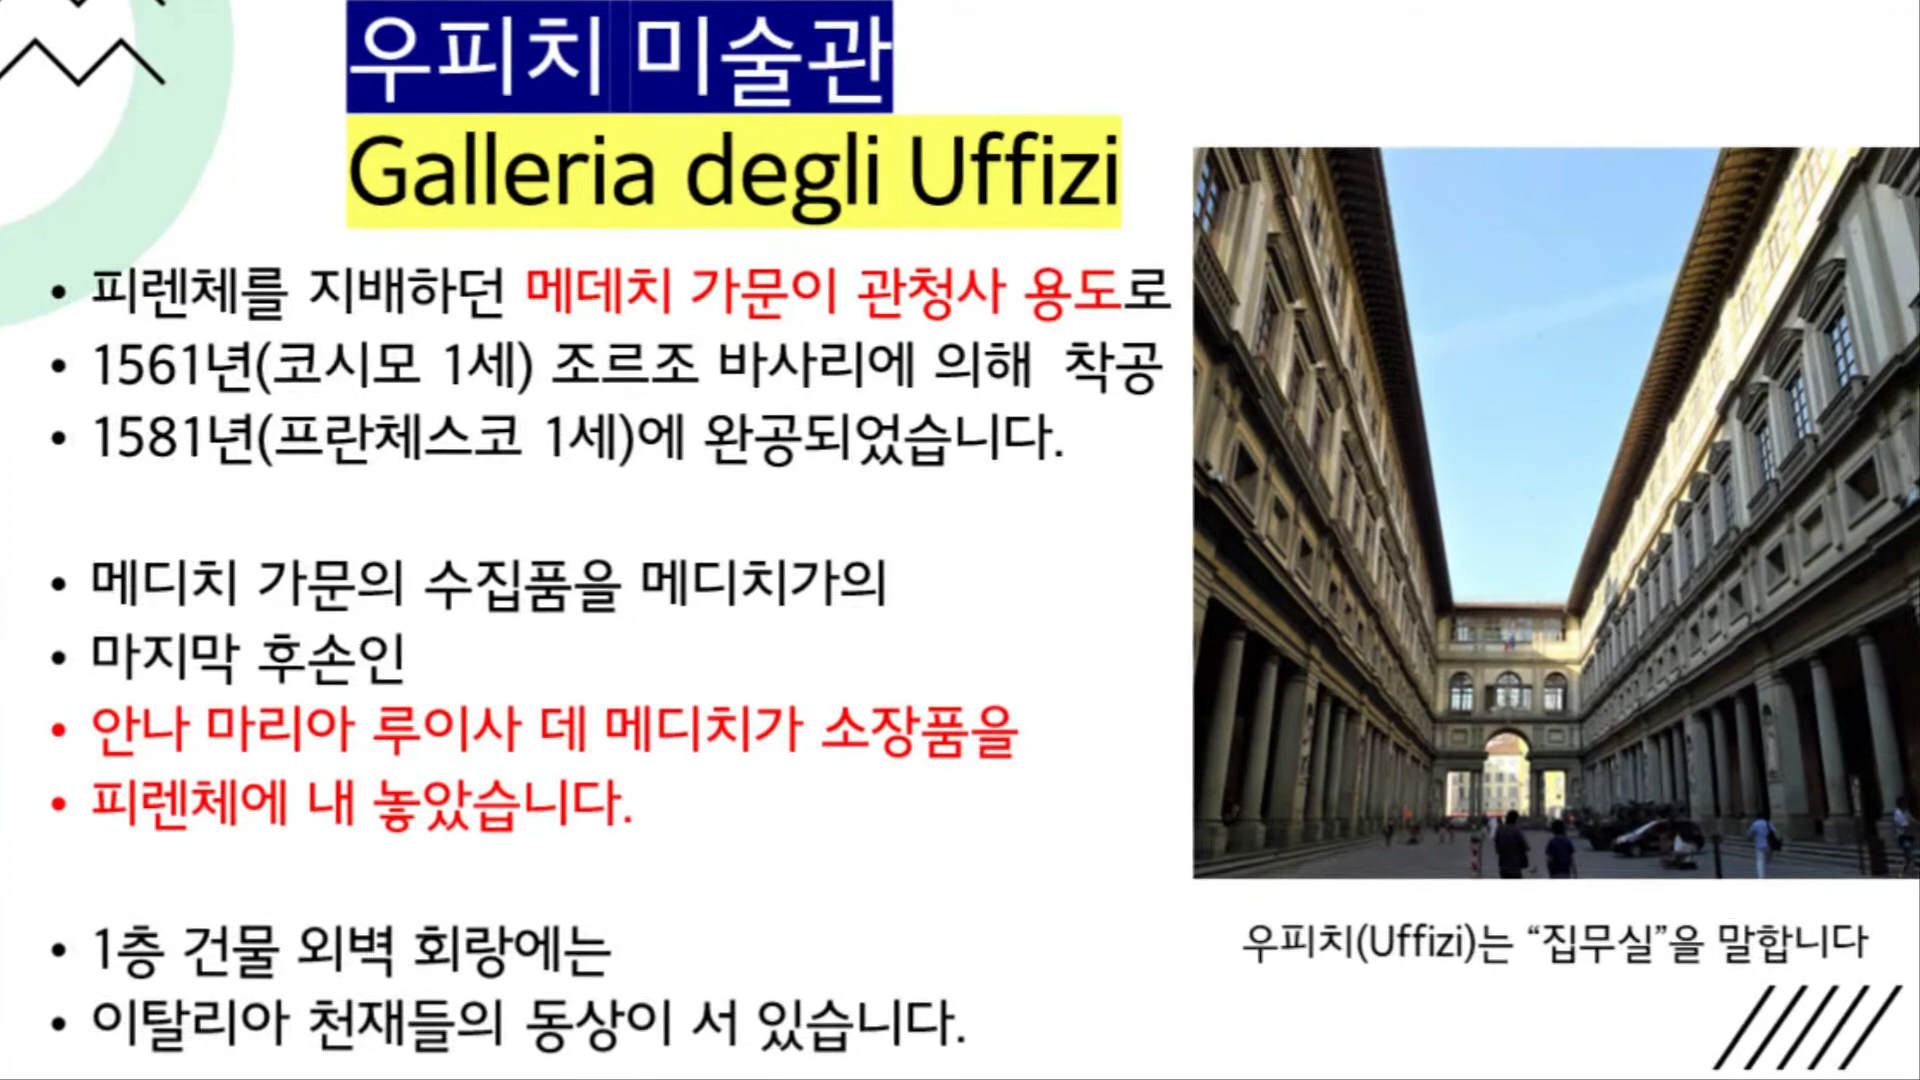 우피치 미술관
Galleria degli Uffizi
• 피렌체를 지배하던 메데치 가문이 관청사 용도로
• 1561년(코시모 1세) 조르조 바사리에 의해 착공
• 1581년(프란체스코 1세)에 완공되었습니다.
• 메디치 가문의 수집품을 메디치가의
• 마지막 후손인
• 안나 마리아 루이사 데 메디치가 소장품을
• 피렌체에 내 놓았습니다.
• 1층 건물 외벽 회랑에는
• 이탈리아 천재들의 동상이 서 있습니다.
우피치(Uffizi)는 “집무실”을 말합니다